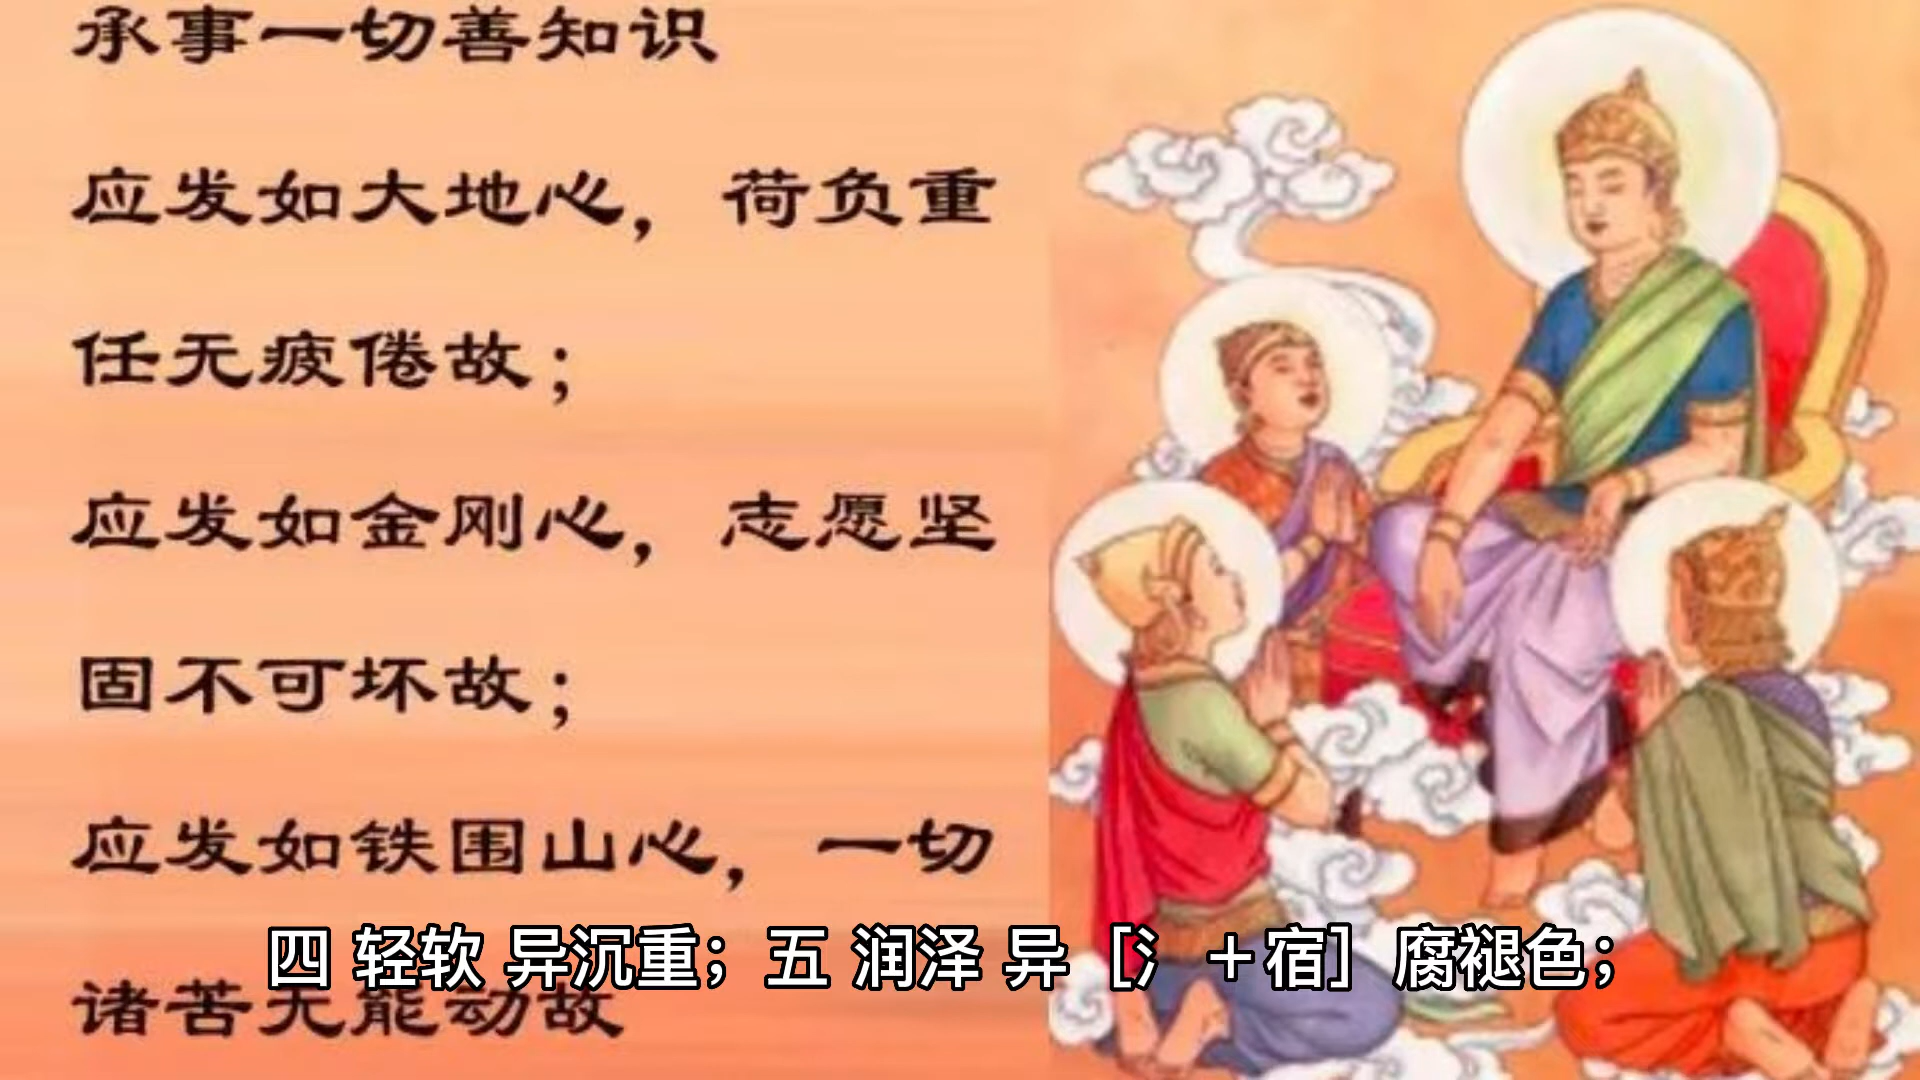 承事一切善知识
应发如大地心，荷负重
任无疲倦故；
应发如金刚心，志愿坚
固不可坏故；
应发如铁围山心，一切
诸苦无能动故
四 轻软 异沉重；五 润泽 异［氵＋宿］腐褪色；